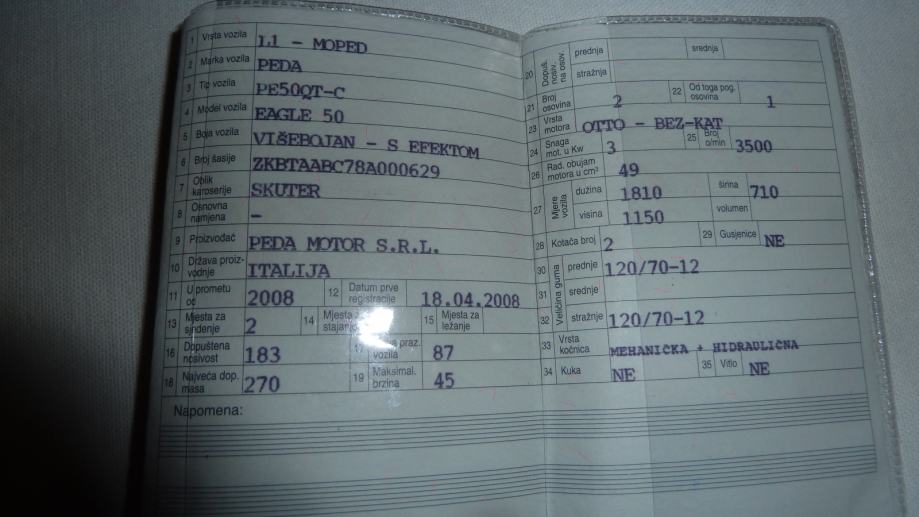 1 Vrsta vozila L1 - MOPED
2 Marka vozila PEDA
3 Tip vozila PE50QT-C
4 Model vozila EAGLE 50
5 Boja vozila VIŠEBOJAN - S EFEKTOM
6 Broj šasije ZKBTAABC78A000629
7 Oblik karoserije SKUTER
8 Osnovna namjena -
9 Proizvođač PEDA MOTOR S.R.L.
10 Država proiz-vodnje ITALIJA
11 U prometu od 2008 12 Datum prve registracije 18.04.2008
13 Mjesta za sjedenje 2 14 Mjesta za stajanje 15 Mjesta za ležanje
16 Dopuštena nosivost 183 praz. vozila 87
18 Najveća dop. masa 270 19 Maksimal. brzina 45
Napomena:
20 Dopuš. nosiv. na osov. prednja srednja
stražnja
21 Broj osovina 2 22 Od toga pog. osovina 1
23 Vrsta motora OTTO - BEZ-KAT
24 Snaga mot. u Kw 3 25 Broj o/min 3500
26 Rad. obujam motora u cm³ 49
27 Mjere vozila dužina 1810 širina 710
visina 1150 volumen
28 Kotača broj 2 29 Gusjenice NE
30 Veličina guma prednje 120/70-12
31 srednje
32 stražnje 120/70-12
33 Vrsta kočnica MEHANIČKA + HIDRAULIČNA
34 Kuka NE 35 Vitlo NE